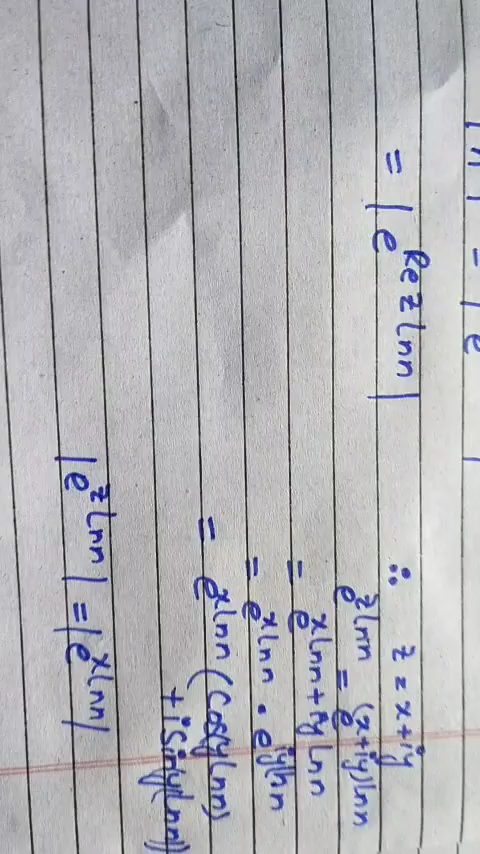 = |e^{Re z ln n}|
∴ z = x+iy
e^{z ln n} = e^{(x+iy) ln n}
= e^{x ln n + iy ln n}
= e^{x ln n} · e^{iy ln n}
= e^{x ln n} (Cos(y ln n)
+ i Sin(y ln n))
|e^{z ln n}| = |e^{x ln n}|